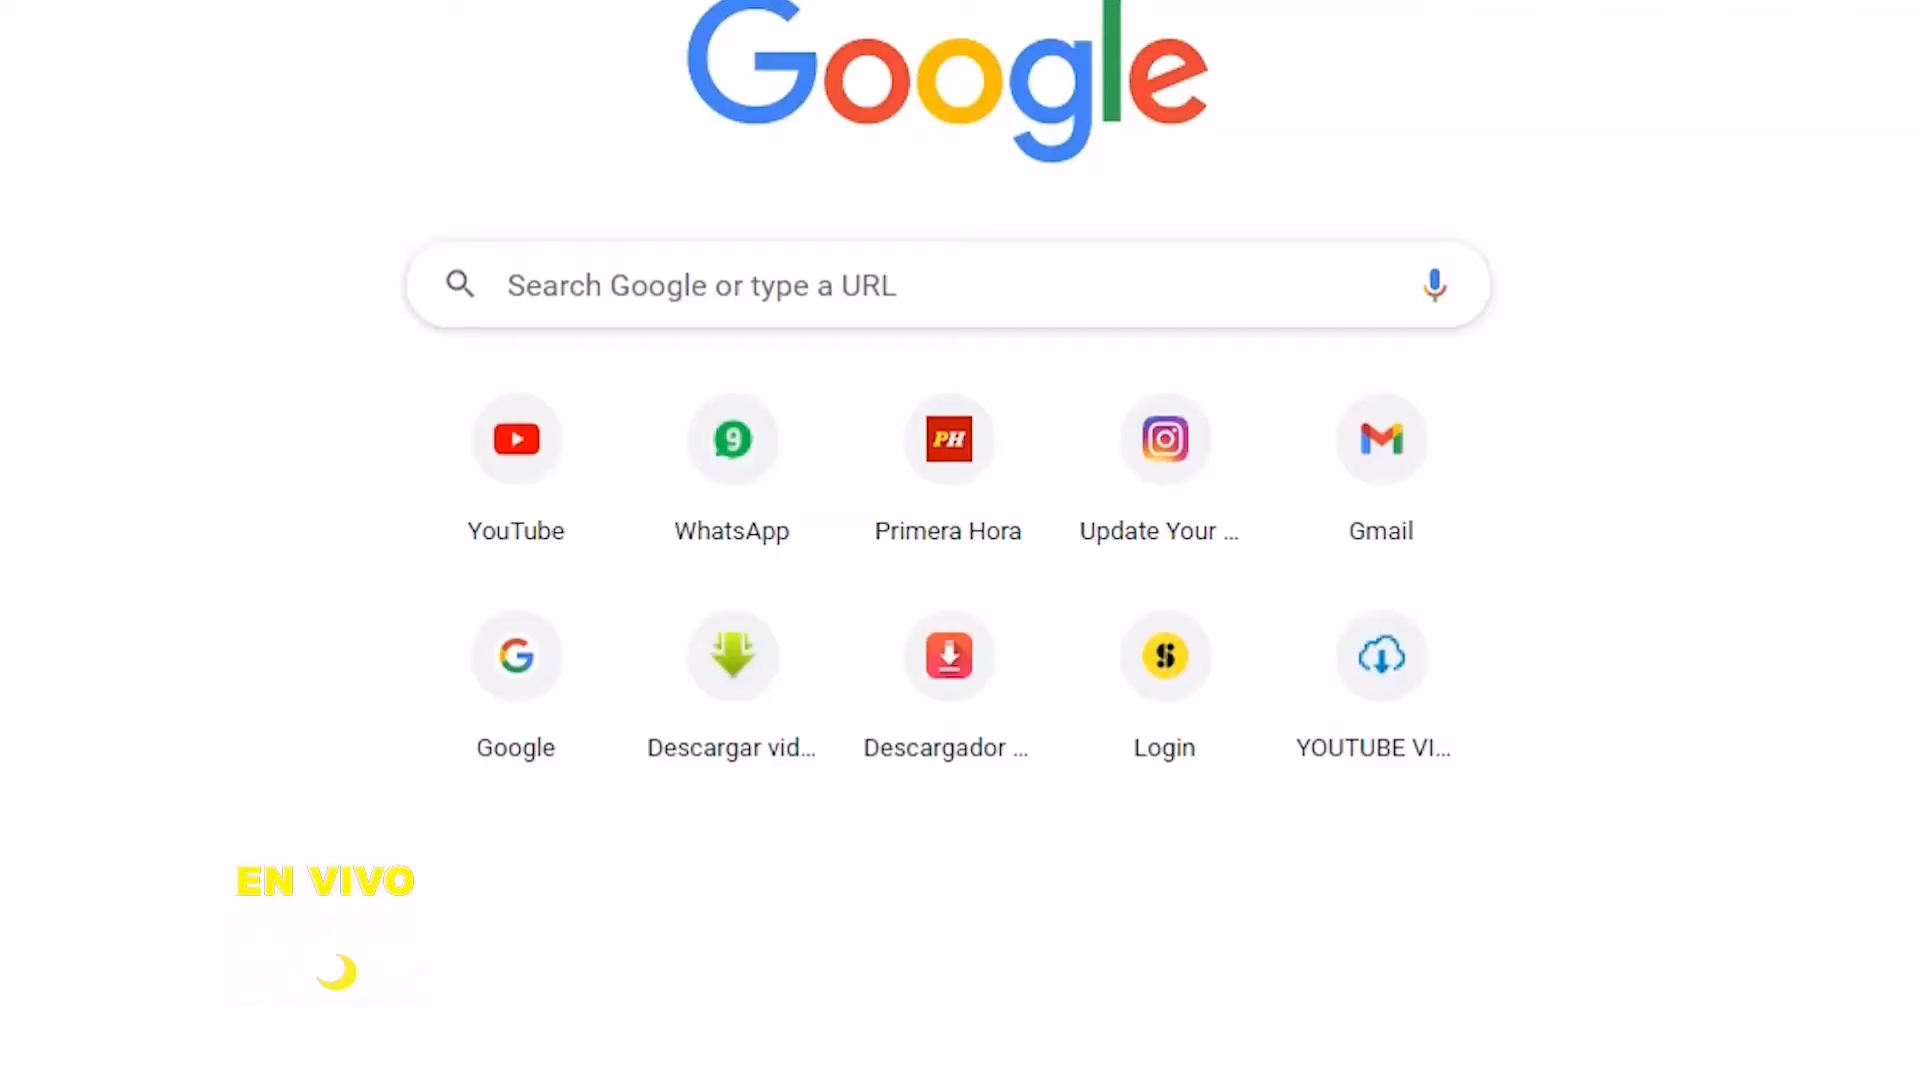 Google
Search Google or type a URL
9
PH
YouTube
WhatsApp
Primera Hora
Update Your ...
Gmail
G
S
Google
Descargar vid...
Descargador ...
Login
YOUTUBE VI...
EN VIVO